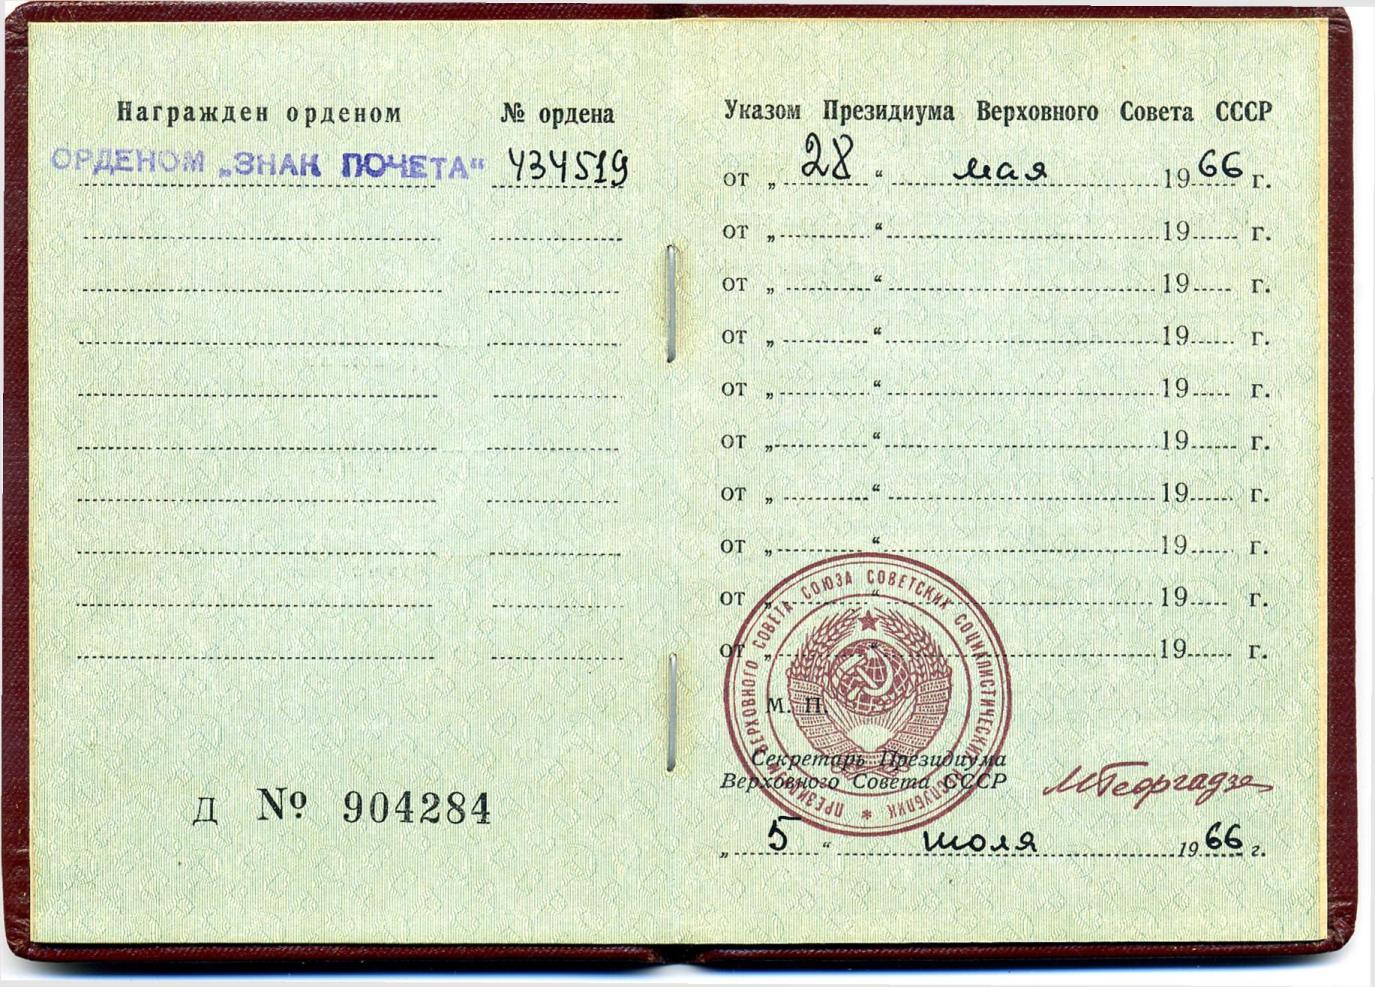 Награжден орденом
№ ордена
ОРДЕНОМ „ЗНАК ПОЧЕТА“
434519
Д № 904284
Указом Президиума Верховного Совета СССР
от „28“ мая 1966 г.
от „ “ 19 г.
от „ “ 19 г.
от „ “ 19 г.
от „ “ 19 г.
от „ “ 19 г.
от „ “ 19 г.
от „ “ 19 г.
от „ “ 19 г.
от „ “ 19 г.
ПРЕЗИДИУМ ВЕРХОВНОГО СОВЕТА СОЮЗА СОВЕТСКИХ СОЦИАЛИСТИЧЕСКИХ РЕСПУБЛИК *
М. П.
Секретарь Президиума
Верховного Совета СССР
МГеоргадзе
„5“ июля 1966 г.